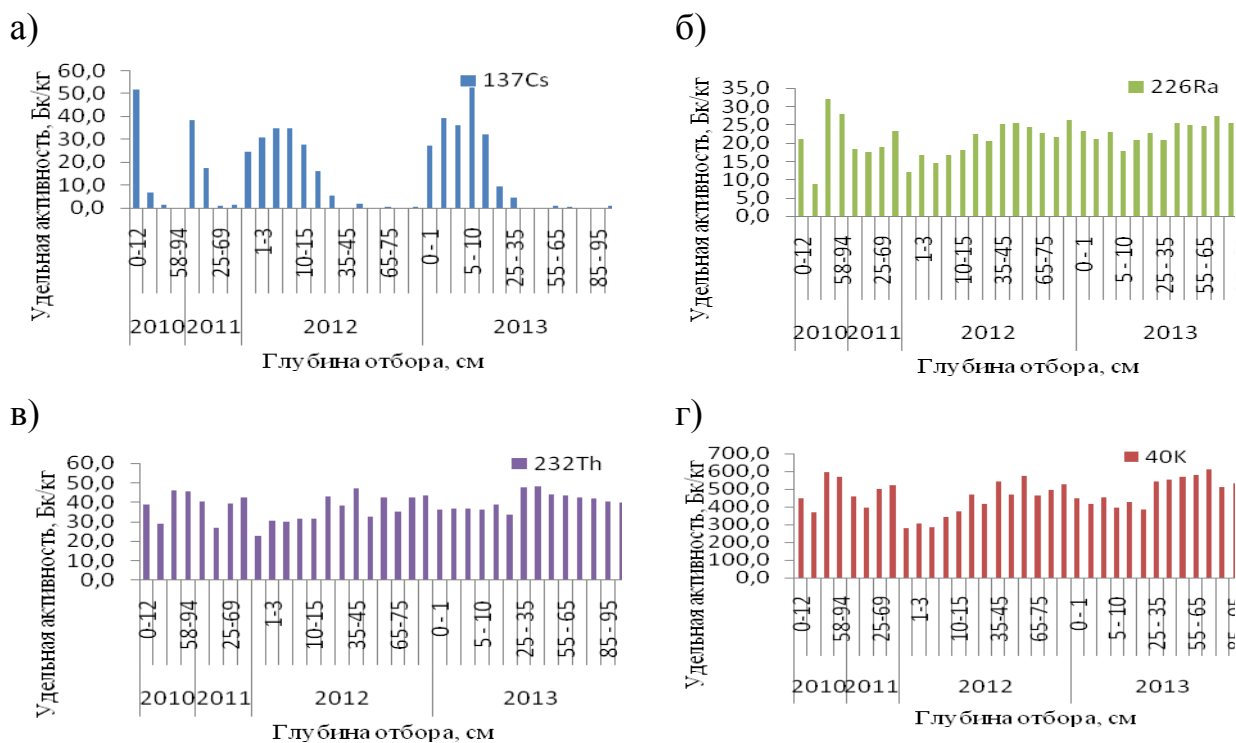 а)
137Cs
Удельная активность, Бк/кг
60,0
50,0
40,0
30,0
20,0
10,0
0,0
0-12
58-94
25-69
1-3
10-15
35-45
65-75
0 - 1
5 - 10
25 - 35
55 - 65
85 - 95
2010
2011
2012
2013
Глубина отбора, см
б)
226Ra
Удельная активность, Бк/кг
35,0
30,0
25,0
20,0
15,0
10,0
5,0
0,0
0-12
58-94
25-69
1-3
10-15
35-45
65-75
0 - 1
5 - 10
25 - 35
55 - 65
2010
2011
2012
2013
Глубина отбора, см
в)
232Th
Удельная активность, Бк/кг
60,0
50,0
40,0
30,0
20,0
10,0
0,0
0-12
58-94
25-69
1-3
10-15
35-45
65-75
0 - 1
5 - 10
25 - 35
55 - 65
85 - 95
2010
2011
2012
2013
Глубина отбора, см
г)
40K
Удельная активность, Бк/кг
700,0
600,0
500,0
400,0
300,0
200,0
100,0
0,0
0-12
58-94
25-69
1-3
10-15
35-45
65-75
0 - 1
5 - 10
25 - 35
55 - 65
2010
2011
2012
2013
Глубина отбора, см